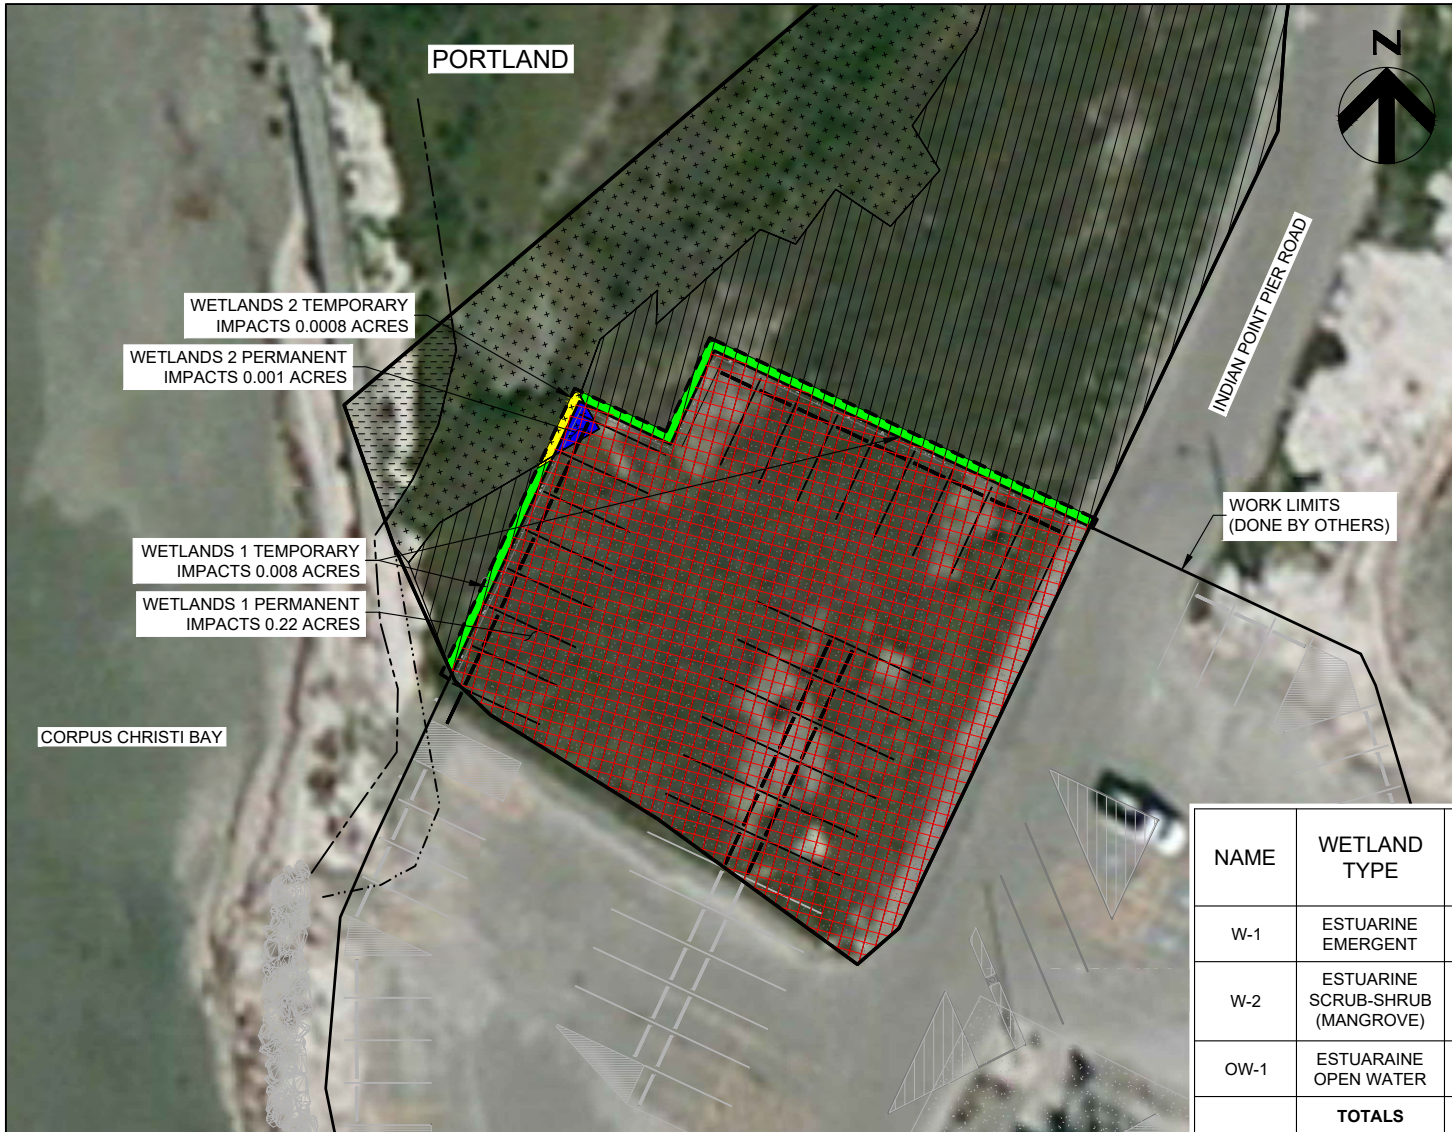 PORTLAND
N
WETLANDS 2 TEMPORARY
IMPACTS 0.0008 ACRES
WETLANDS 2 PERMANENT
IMPACTS 0.001 ACRES
INDIAN POINT PIER ROAD
WORK LIMITS
(DONE BY OTHERS)
WETLANDS 1 TEMPORARY
IMPACTS 0.008 ACRES
WETLANDS 1 PERMANENT
IMPACTS 0.22 ACRES
CORPUS CHRISTI BAY
NAME
WETLAND
TYPE
W-1
ESTUARINE
EMERGENT
W-2
ESTUARINE
SCRUB-SHRUB
(MANGROVE)
OW-1
ESTUARAINE
OPEN WATER
TOTALS